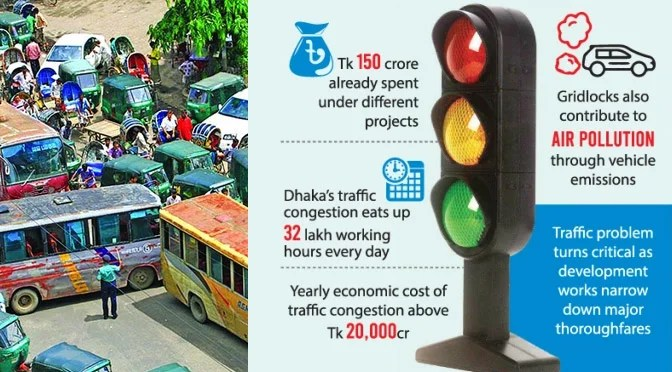 ৳
Tk 150 crore
already spent
under different
projects
Dhaka's traffic
congestion eats up
32 lakh working
hours every day
Yearly economic cost of
traffic congestion above
Tk 20,000cr
Gridlocks also
contribute to
AIR POLLUTION
through vehicle
emissions
Traffic problem
turns critical as
development
works narrow
down major
thoroughfares